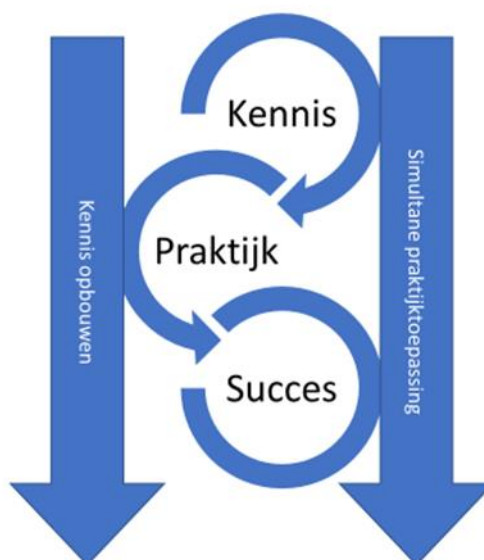 Kennis
Praktijk
Succes
Kennis opbouwen
Simultane praktijktoepassing